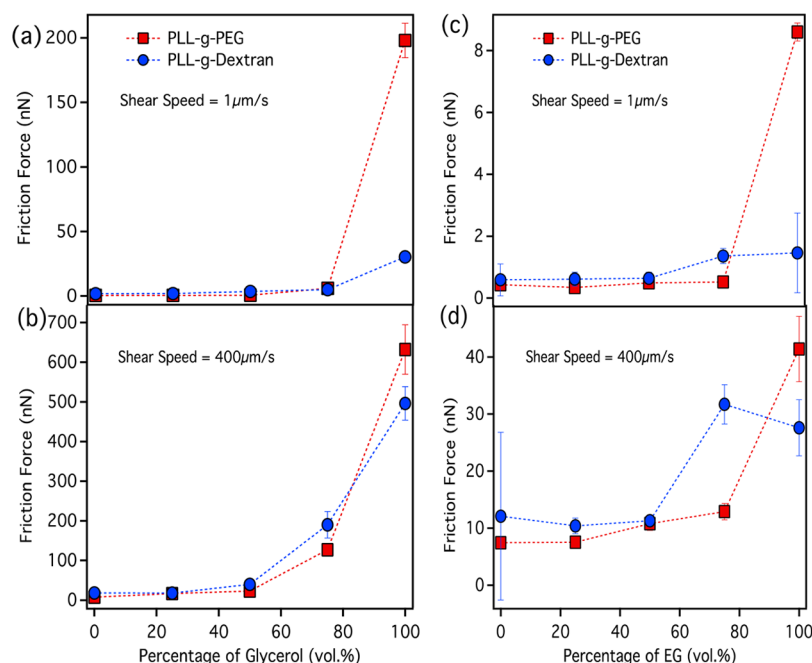 (a)
PLL-g-PEG
PLL-g-Dextran
Shear Speed = 1μm/s
Friction Force (nN)
200
150
100
50
0
(c)
PLL-g-PEG
PLL-g-Dextran
Shear Speed = 1μm/s
Friction Force (nN)
8
6
4
2
0
(b)
Shear Speed = 400μm/s
Friction Force (nN)
700
600
500
400
300
200
100
0
0 20 40 60 80 100
Percentage of Glycerol (vol.%)
(d)
Shear Speed = 400μm/s
Friction Force (nN)
40
30
20
10
0
0 20 40 60 80 100
Percentage of EG (vol.%)